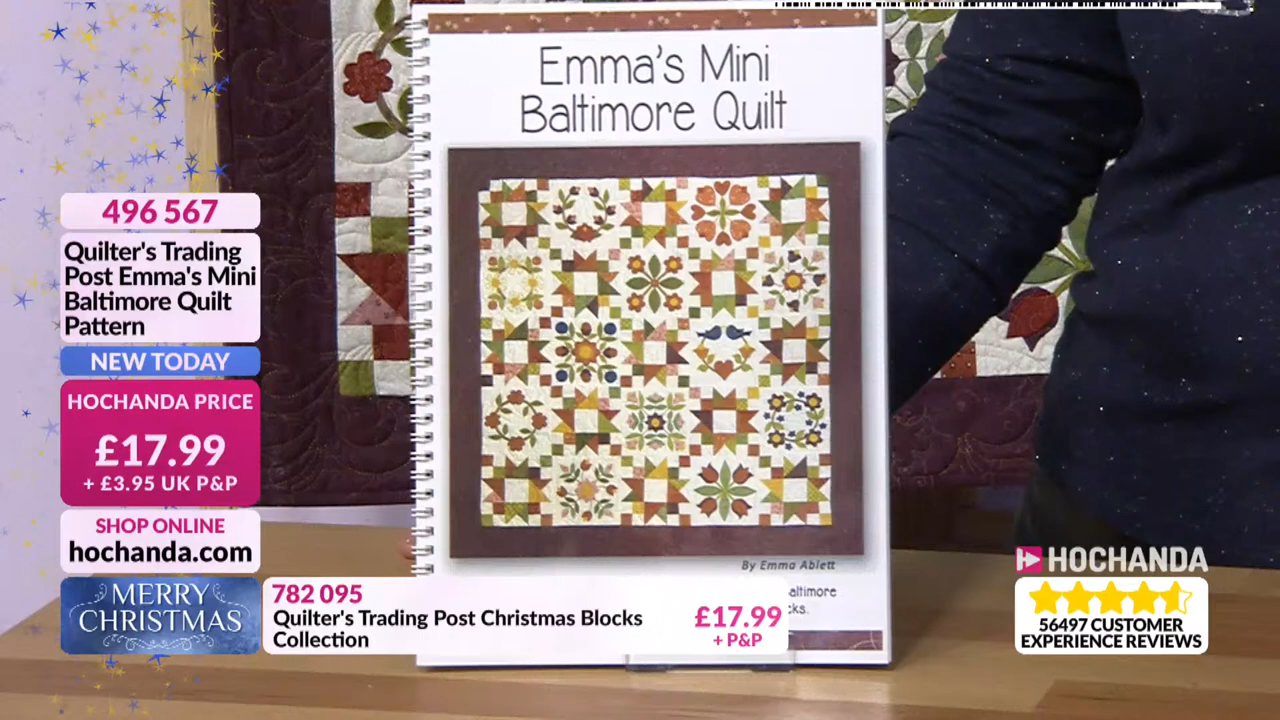 Emma's Mini
Baltimore Quilt
By Emma Ablett
496 567
Quilter's Trading
Post Emma's Mini
Baltimore Quilt
Pattern
NEW TODAY
HOCHANDA PRICE
£17.99
+ £3.95 UK P&P
SHOP ONLINE
hochanda.com
MERRY
CHRISTMAS
782 095
Quilter's Trading Post Christmas Blocks
Collection
£17.99
+ P&P
HOCHANDA
56497 CUSTOMER
EXPERIENCE REVIEWS